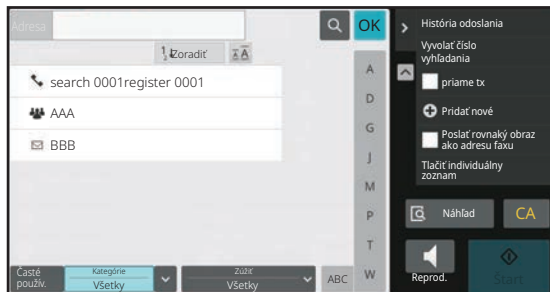 Adresa
OK
Zoradiť
search 0001register 0001
AAA
BBB
A
D
G
J
M
P
T
W
Časté
použív.
Kategórie
Všetky
Zúžiť
Všetky
ABC
História odoslania
Vyvolať číslo
vyhľadania
priame tx
Pridať nové
Poslať rovnaký obraz
ako adresu faxu
Tlačiť individuálny
zoznam
Náhľad
CA
Reprod.
Start